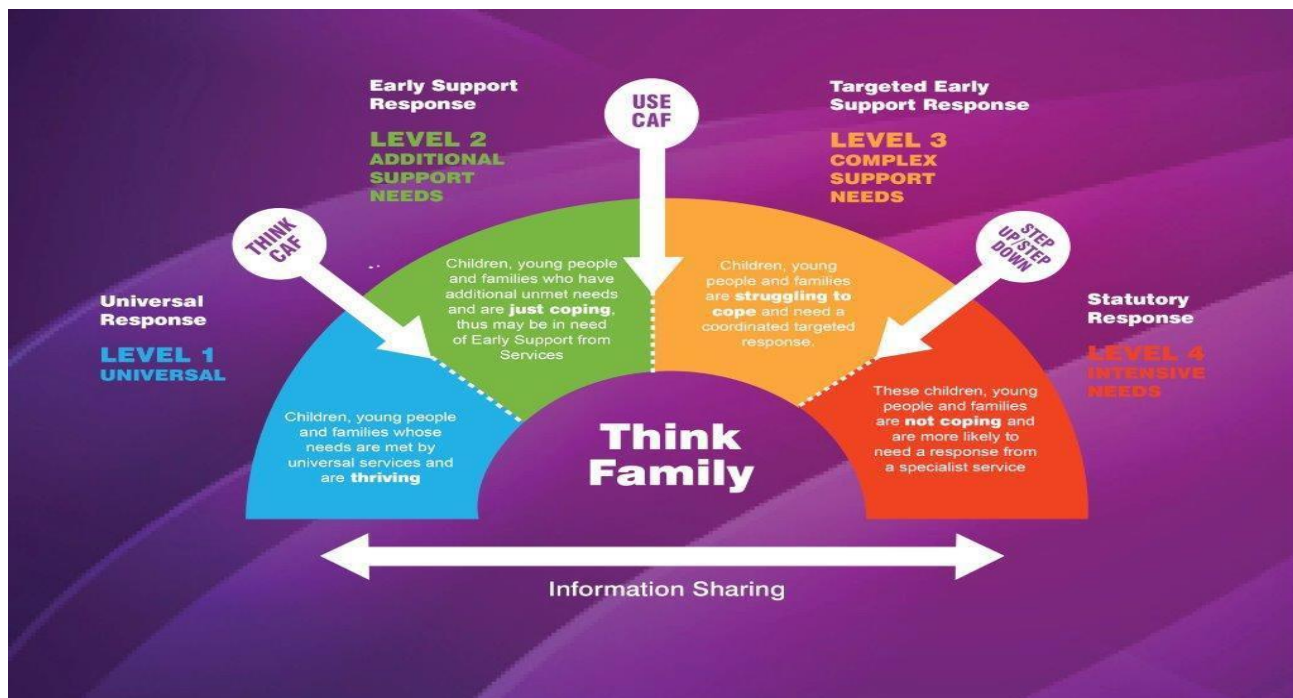 Early Support
Response
LEVEL 2
ADDITIONAL
SUPPORT
NEEDS
USE
CAF
Targeted Early
Support Response
LEVEL 3
COMPLEX
SUPPORT
NEEDS
THINK
CAF
STEP
UP/STEP
DOWN
Universal
Response
LEVEL 1
UNIVERSAL
Children, young people
and families who have
additional unmet needs
and are just coping,
thus may be in need
of Early Support from
Services
Children, young
people and families
are struggling to
cope and need a
coordinated targeted
response.
Statutory
Response
LEVEL 4
INTENSIVE
NEEDS
Children, young people
and families whose
needs are met by
universal services and
are thriving
These children, young
people and families
are not coping and
are more likely to
need a response from
a specialist service
Think
Family
Information Sharing